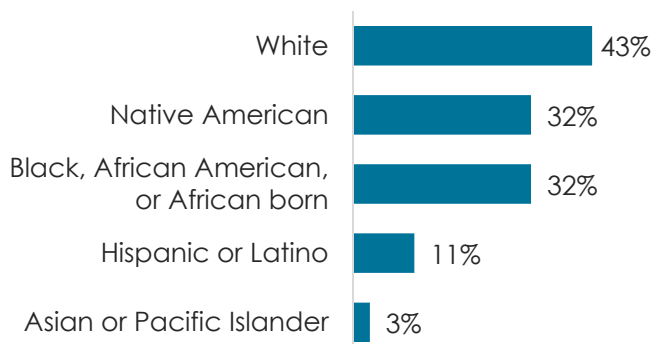 White 43%
Native American 32%
Black, African American,
or African born 32%
Hispanic or Latino 11%
Asian or Pacific Islander 3%